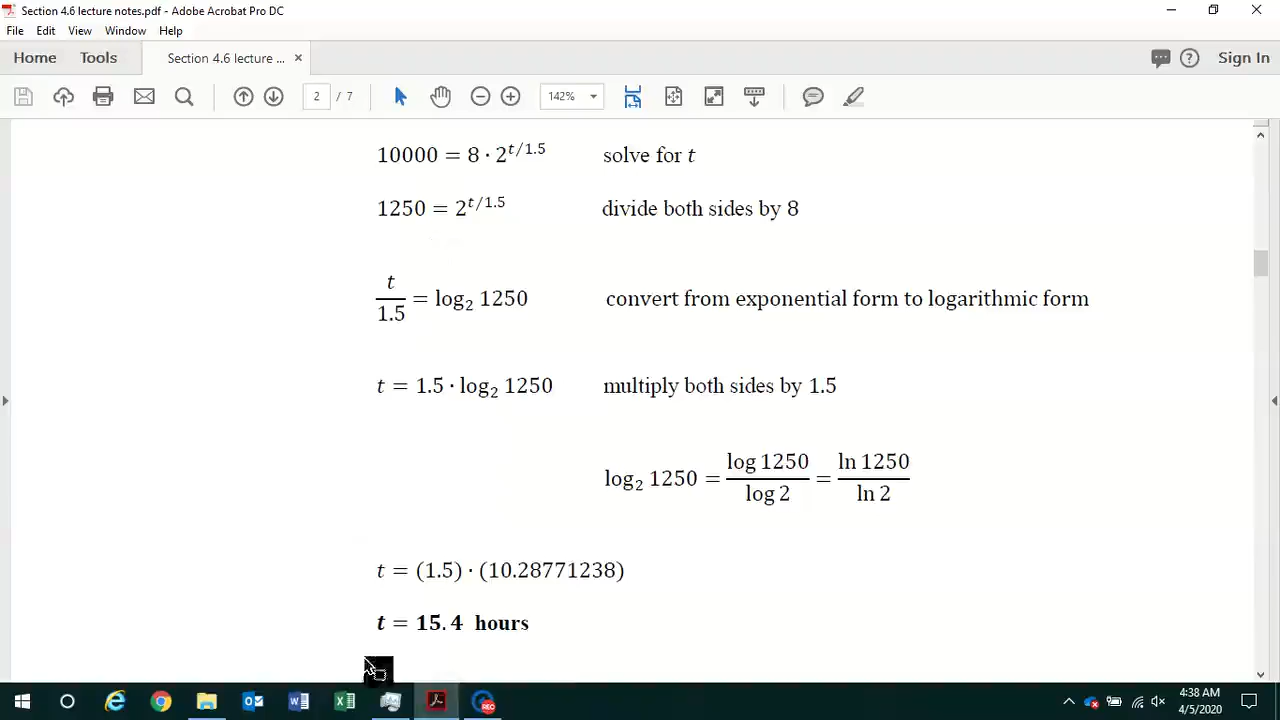 Section 4.6 lecture notes.pdf - Adobe Acrobat Pro DC
File Edit View Window Help
Home Tools Section 4.6 lecture ... × Sign In
2 / 7 142%
10000 = 8 · 2^{t/1.5} solve for t
1250 = 2^{t/1.5} divide both sides by 8
t/1.5 = log₂ 1250 convert from exponential form to logarithmic form
t = 1.5 · log₂ 1250 multiply both sides by 1.5
log₂ 1250 = log 1250/log 2 = ln 1250/ln 2
t = (1.5) · (10.28771238)
t = 15.4 hours
4:38 AM
4/5/2020